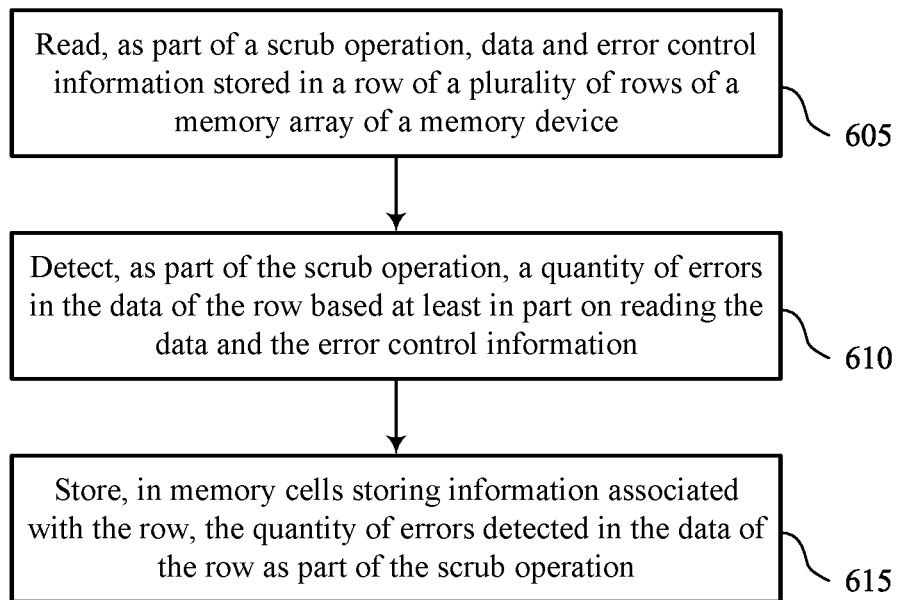 Read, as part of a scrub operation, data and error control
information stored in a row of a plurality of rows of a
memory array of a memory device
605
Detect, as part of the scrub operation, a quantity of errors
in the data of the row based at least in part on reading the
data and the error control information
610
Store, in memory cells storing information associated
with the row, the quantity of errors detected in the data of
the row as part of the scrub operation
615